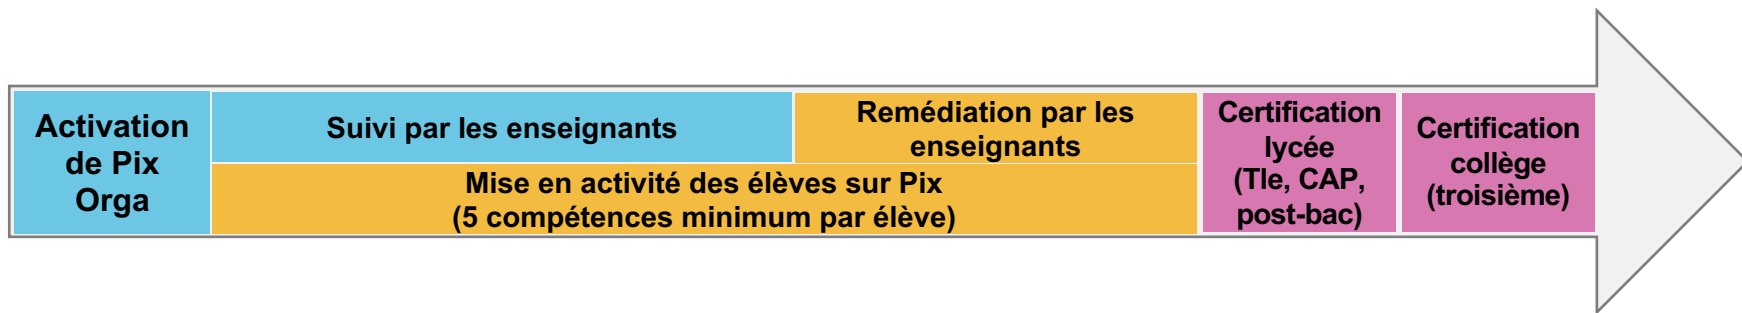 Activation
de Pix
Orga
Suivi par les enseignants
Remédiation par les
enseignants
Mise en activité des élèves sur Pix
(5 compétences minimum par élève)
Certification
lycée
(Tle, CAP,
post-bac)
Certification
collège
(troisième)